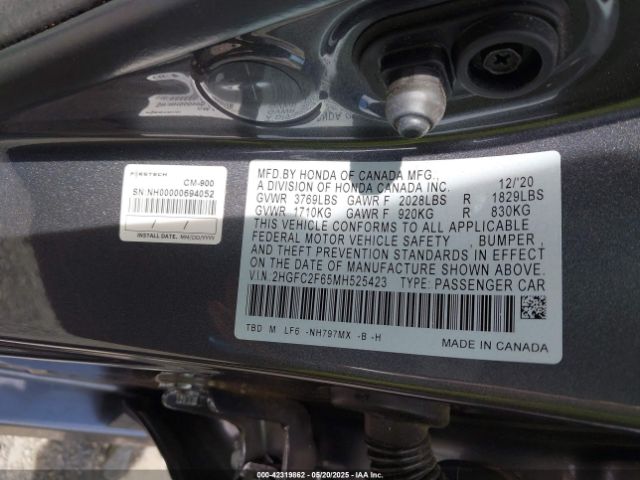 FIRSTECH
CM-900
SN:NH00000694052
/ /
INSTALL DATE. MM/DD/YYYY
MFD.BY HONDA OF CANADA MFG.,
A DIVISION OF HONDA CANADA INC. 12/'20
GVWR 3769LBS GAWR F 2028LBS R 1829LBS
GVWR 1710KG GAWR F 920KG R 830KG
THIS VEHICLE CONFORMS TO ALL APPLICABLE
FEDERAL MOTOR VEHICLE SAFETY , BUMPER ,
AND THEFT PREVENTION STANDARDS IN EFFECT
ON THE DATE OF MANUFACTURE SHOWN ABOVE.
V.I.N. 2HGFC2F65MH525423 TYPE: PASSENGER CAR
TBD M LF6 -NH797MX -B -H
MADE IN CANADA
000-42319862 — 05/20/2025 — IAAI.COM